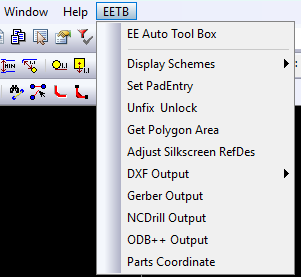 Window Help EETB
EE Auto Tool Box
Display Schemes
Set PadEntry
Unfix Unlock
Get Polygon Area
Adjust Silkscreen RefDes
DXF Output
Gerber Output
NCDrill Output
ODB++ Output
Parts Coordinate